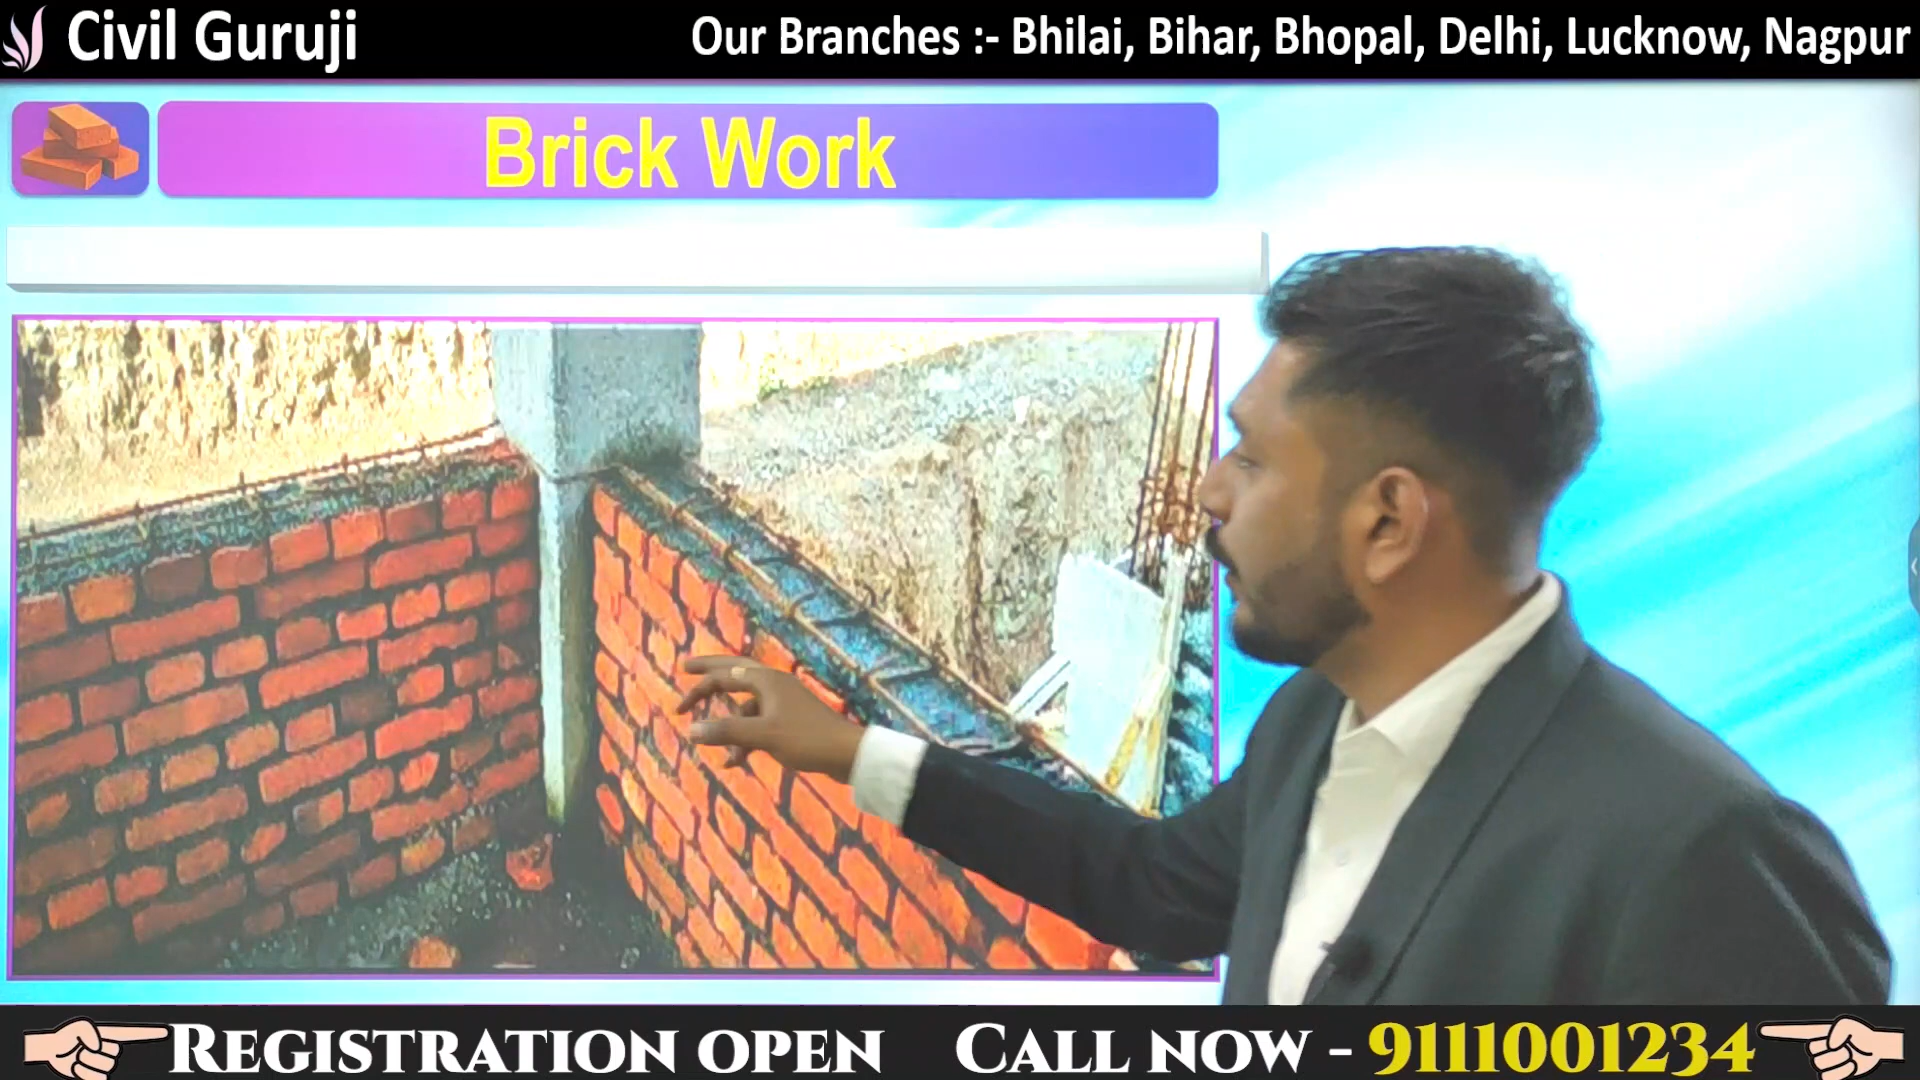 Civil Guruji
Our Branches :- Bhilai, Bihar, Bhopal, Delhi, Lucknow, Nagpur
Brick Work
REGISTRATION OPEN CALL NOW - 9111001234